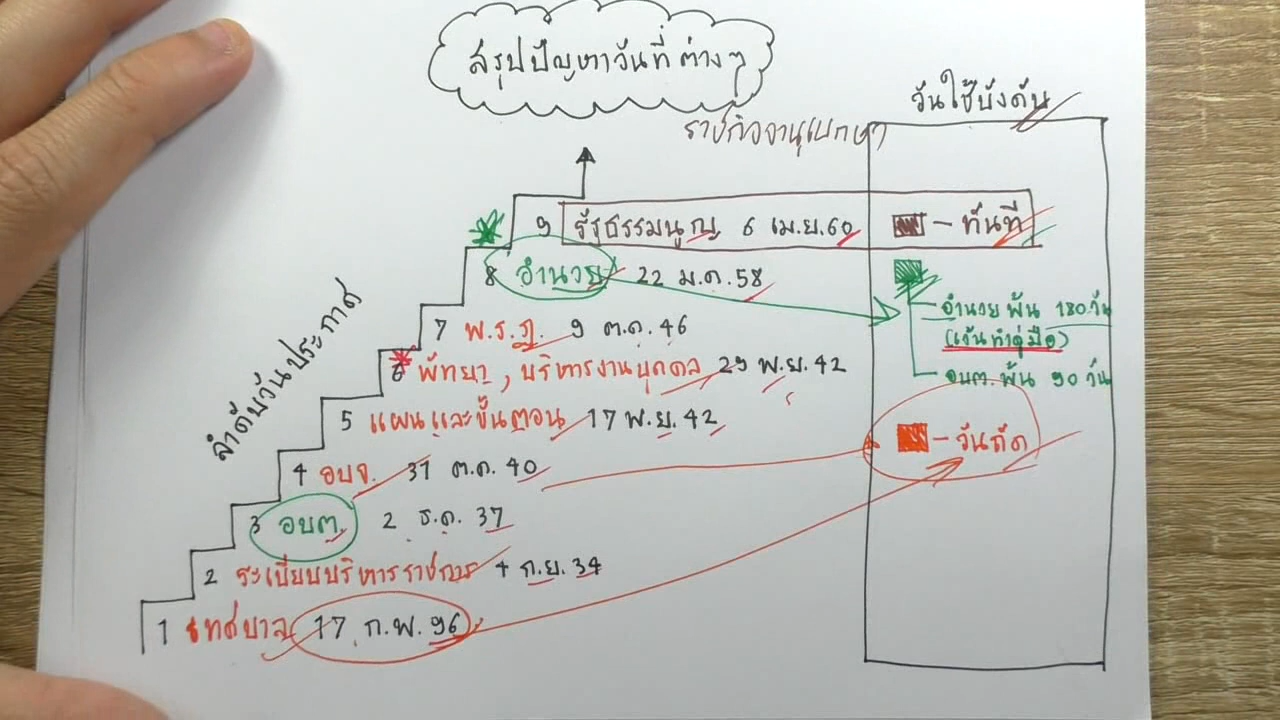 สรุปปัญหาวันที่ต่างๆ
วันใช้บังคับ
ราชกิจจานุเบกษา
ลำดับวันประกาศ
9 รัฐธรรมนูญ 6 เม.ย.60 - ทันที
8 อำนวย 22 ม.ค.58
อำนวย พ้น 180 วัน
(เว้นทำคู่มือ)
อบต. พ้น 90 วัน
7 พ.ร.ฎ. 9 ต.ค. 46
6 พัทยา, บริหารงานบุคคล 29 พ.ย. 42
5 แผนและขั้นตอน 17 พ.ย. 42
- วันถัด
4 อบจ. 31 ต.ค. 40
3 อบต. 2 ธ.ค. 37
2 ระเบียบบริหารราชการ 4 ก.ย. 34
1 เทศบาล 17 ก.พ. 96